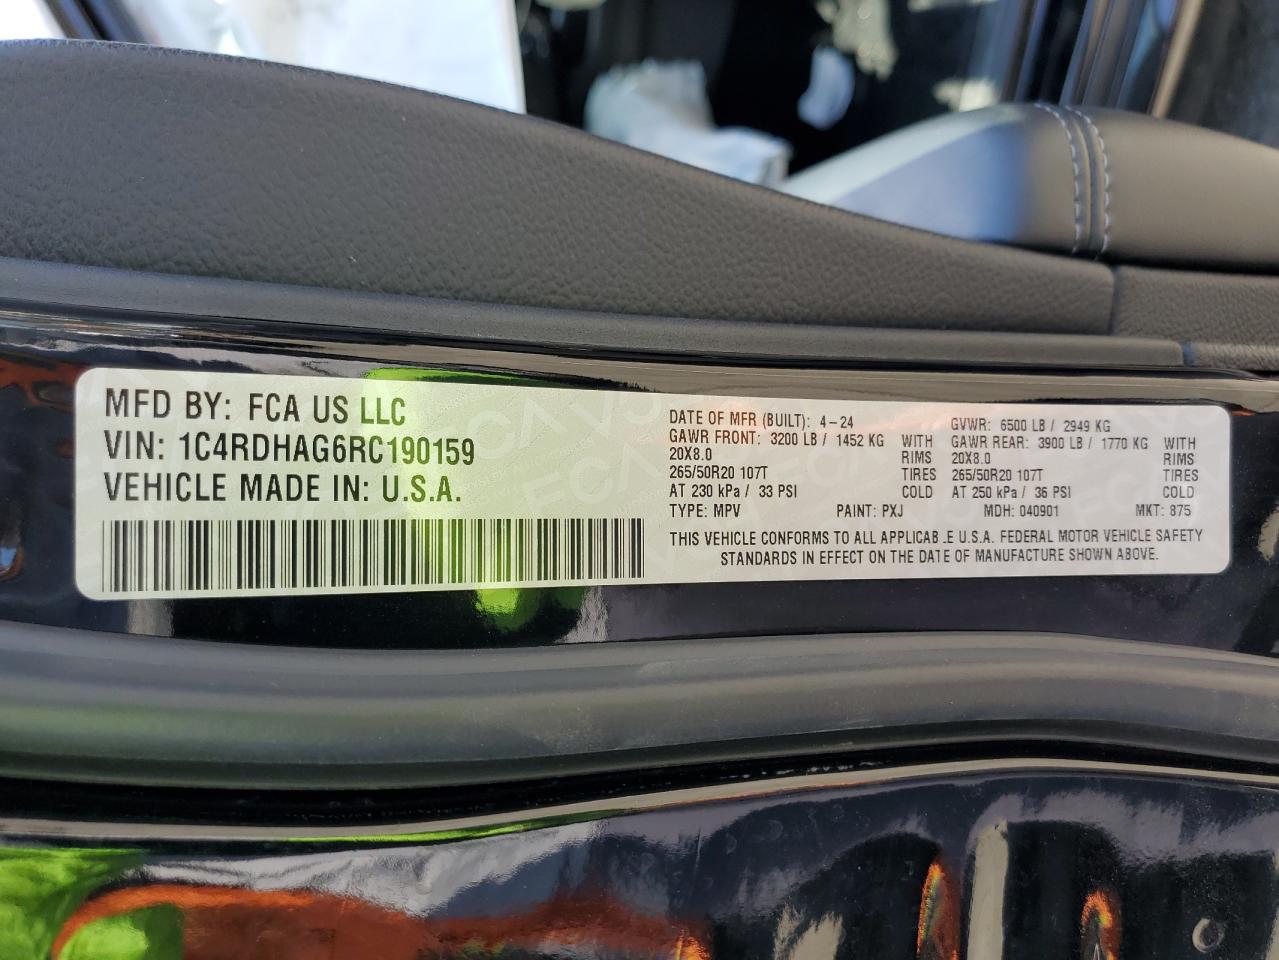 MFD BY: FCA US LLC
VIN: 1C4RDHAG6RC190159
VEHICLE MADE IN: U.S.A.
DATE OF MFR (BUILT): 4-24
GAWR FRONT: 3200 LB / 1452 KG WITH
20X8.0 RIMS
265/50R20 107T TIRES
AT 230 kPa / 33 PSI COLD
TYPE: MPV PAINT: PXJ
GVWR: 6500 LB / 2949 KG
GAWR REAR: 3900 LB / 1770 KG WITH
20X8.0 RIMS
265/50R20 107T TIRES
AT 250 kPa / 36 PSI COLD
MDH: 040901 MKT: 875
THIS VEHICLE CONFORMS TO ALL APPLICAB.E U.S.A. FEDERAL MOTOR VEHICLE SAFETY
STANDARDS IN EFFECT ON THE DATE OF MANUFACTURE SHOWN ABOVE.